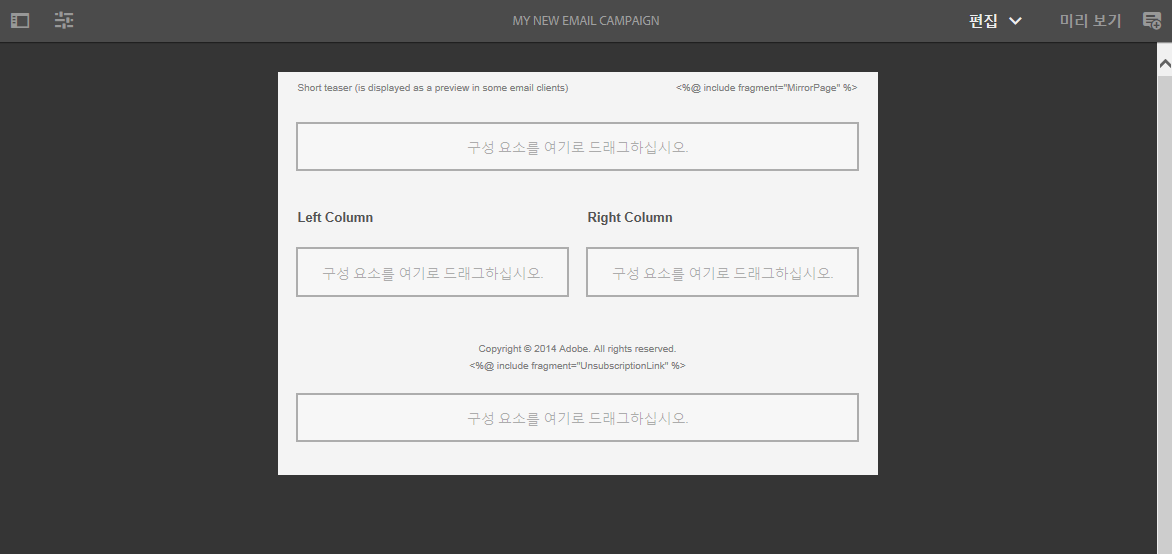 MY NEW EMAIL CAMPAIGN
편집
미리 보기
Short teaser (is displayed as a preview in some email clients)
<%@ include fragment="MirrorPage" %>
구성 요소를 여기로 드래그하십시오.
Left Column
Right Column
구성 요소를 여기로 드래그하십시오.
구성 요소를 여기로 드래그하십시오.
Copyright © 2014 Adobe. All rights reserved.
<%@ include fragment="UnsubscriptionLink" %>
구성 요소를 여기로 드래그하십시오.